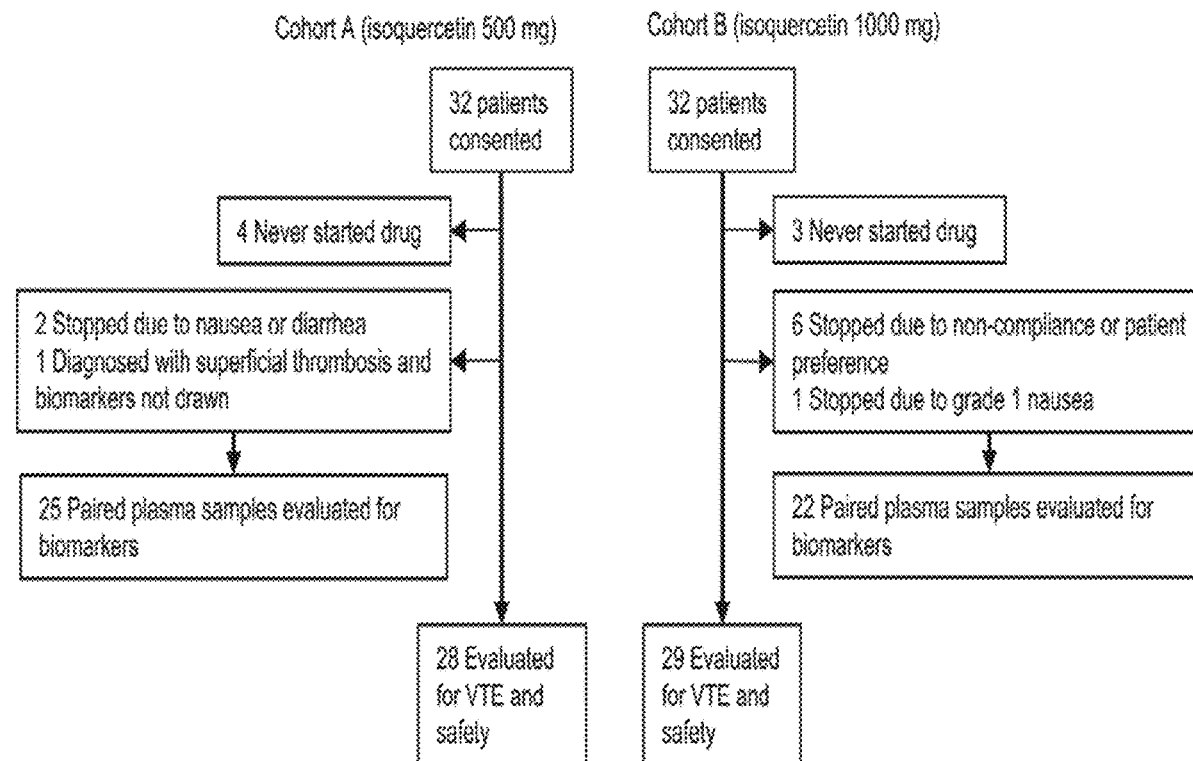 Cohort A (isoquercetin 500 mg)
Cohort B (isoquercetin 1000 mg)
32 patients
consented
32 patients
consented
4 Never started drug
3 Never started drug
2 Stopped due to nausea or diarrhea
1 Diagnosed with superficial thrombosis and
biomarkers not drawn
6 Stopped due to non-compliance or patient
preference
1 Stopped due to grade 1 nausea
25 Paired plasma samples evaluated for
biomarkers
22 Paired plasma samples evaluated for
biomarkers
28 Evaluated
for VTE and
safety
29 Evaluated
for VTE and
safety